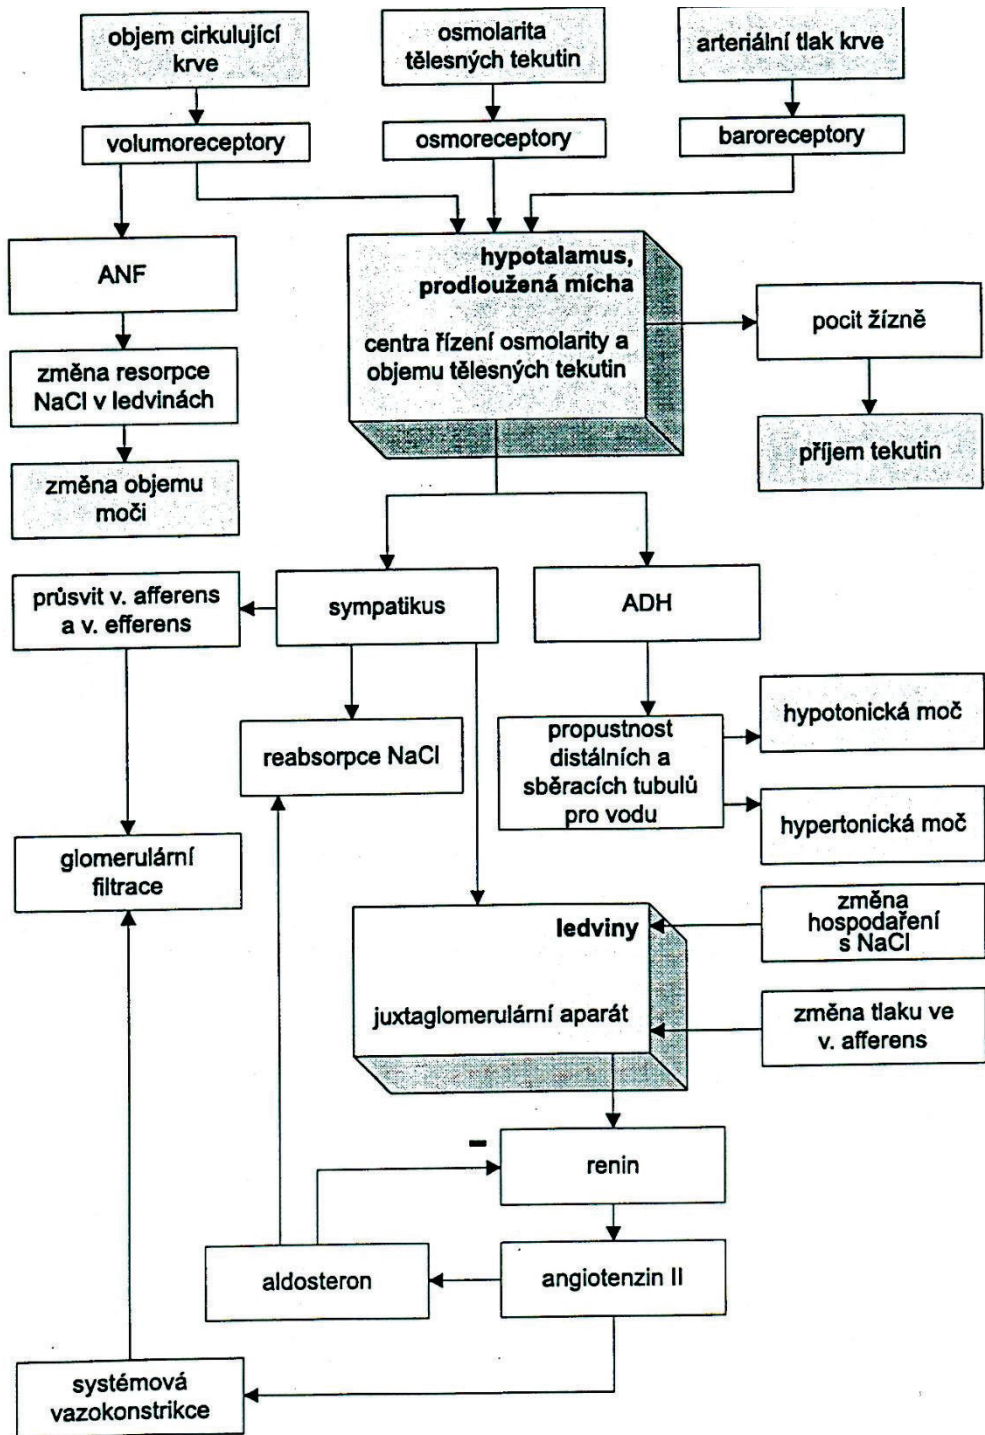 objem cirkulující
krve
osmolarita
tělesných tekutin
arteriální tlak krve
volumoreceptory
osmoreceptory
baroreceptory
ANF
hypotalamus,
prodloužená mícha
centra řízení osmolarity a
objemu tělesných tekutin
pocit žízně
změna resorpce
NaCl v ledvinách
příjem tekutin
změna objemu
moči
průsvit v. afferens
a v. efferens
sympatikus
ADH
reabsorpce NaCl
propustnost
distálních a
sběracích tubulů
pro vodu
hypotonická moč
hypertonická moč
glomerulární
filtrace
ledviny
juxtaglomerulární aparát
změna
hospodaření
s NaCl
změna tlaku ve
v. afferens
–
renin
aldosteron
angiotenzin II
systémová
vazokonstrikce